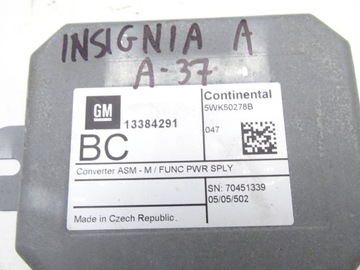 INSIGNIA A
A-37
GM
Continental
13384291
5WK50278B
BC
047
Converter ASM - M / FUNC PWR SPLY
SN: 70451339
05/05/502
Made in Czech Republic.